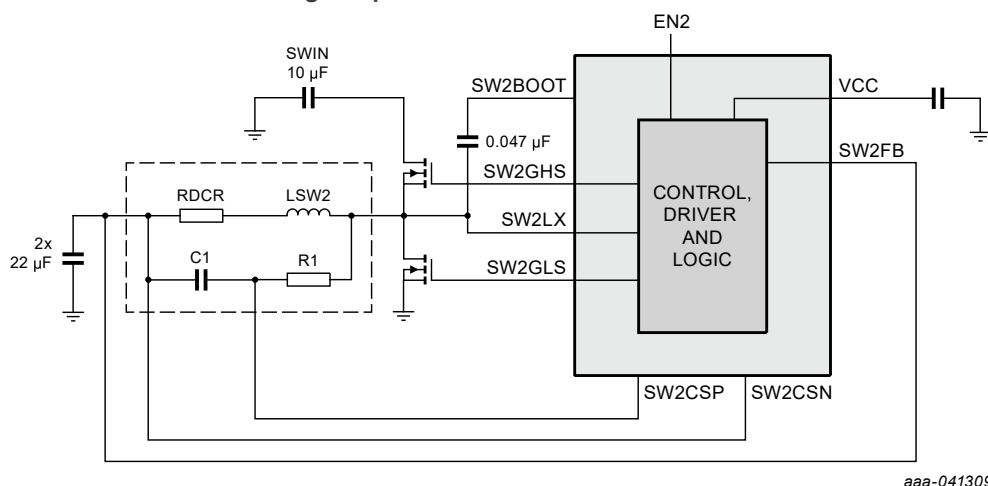 EN2
SWIN
10 µF
SW2BOOT
VCC
0.047 µF
SW2FB
SW2GHS
RDCR
LSW2
CONTROL,
DRIVER
AND
LOGIC
SW2LX
2x
22 µF
C1
R1
SW2GLS
SW2CSP
SW2CSN
aaa-041309